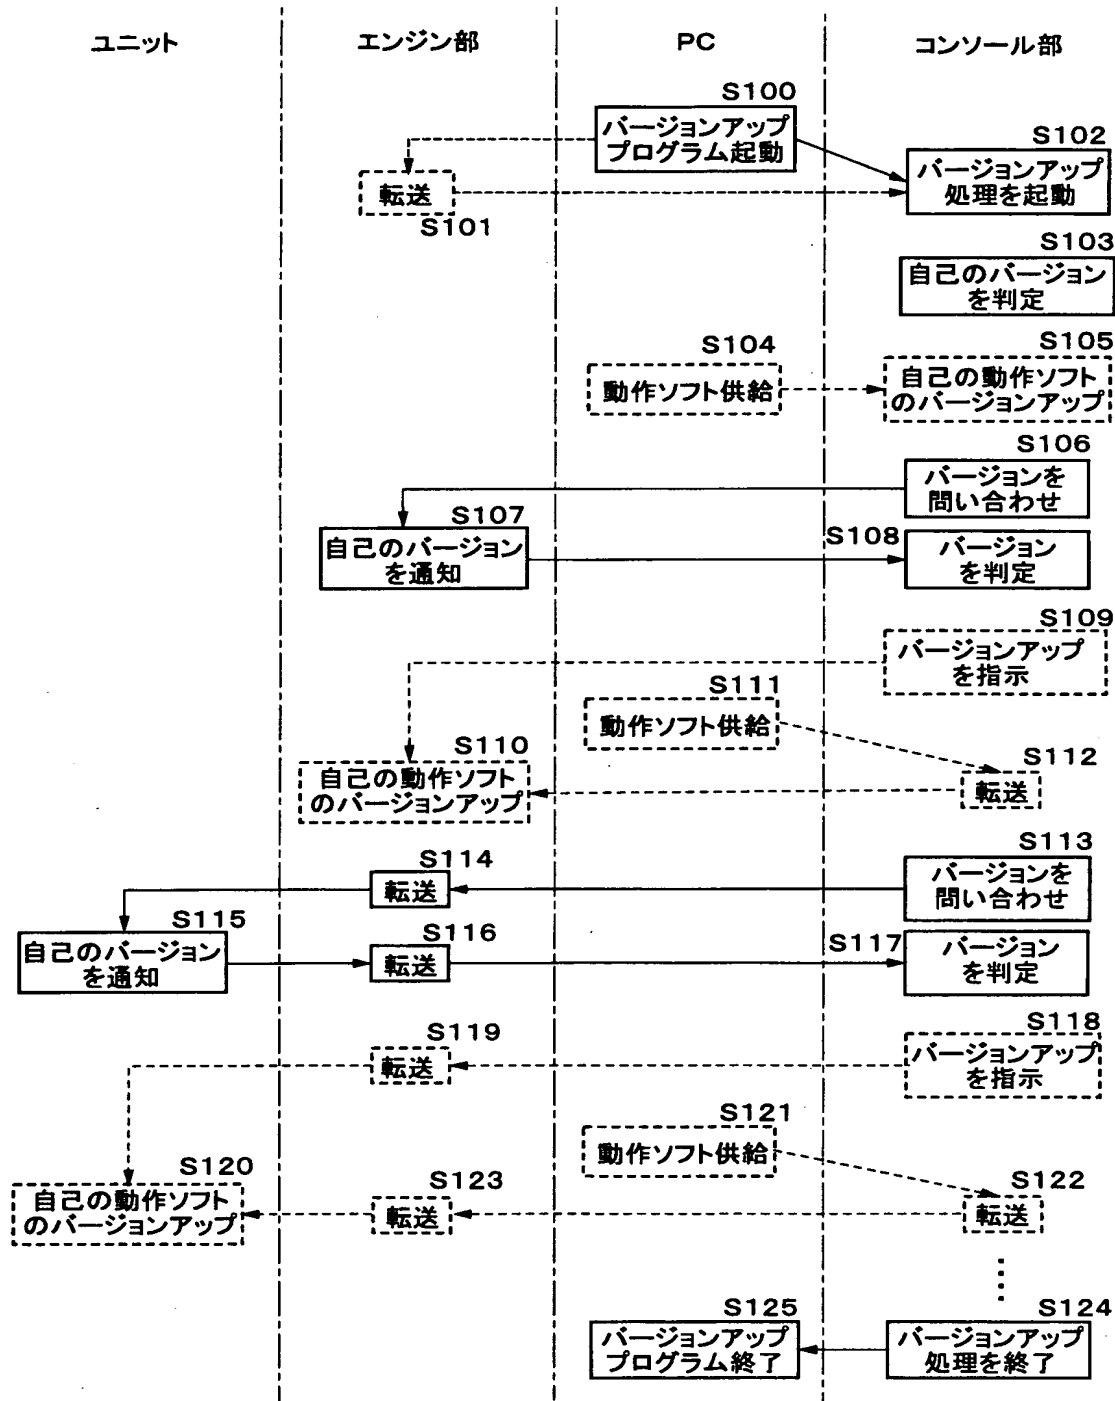 ユニット
エンジン部
PC
コンソール部
S100
バージョンアップ
プログラム起動
S102
バージョンアップ
処理を起動
転送
S101
S103
自己のバージョン
を判定
S104
動作ソフト供給
S105
自己の動作ソフト
のバージョンアップ
S106
バージョンを
問い合わせ
S107
自己のバージョン
を通知
S108
バージョン
を判定
S109
バージョンアップ
を指示
S111
動作ソフト供給
S110
自己の動作ソフト
のバージョンアップ
S112
転送
S113
バージョンを
問い合わせ
S114
転送
S115
自己のバージョン
を通知
S116
転送
S117
バージョン
を判定
S118
バージョンアップ
を指示
S119
転送
S121
動作ソフト供給
S120
自己の動作ソフト
のバージョンアップ
S123
転送
S122
転送
S125
バージョンアップ
プログラム終了
S124
バージョンアップ
処理を終了